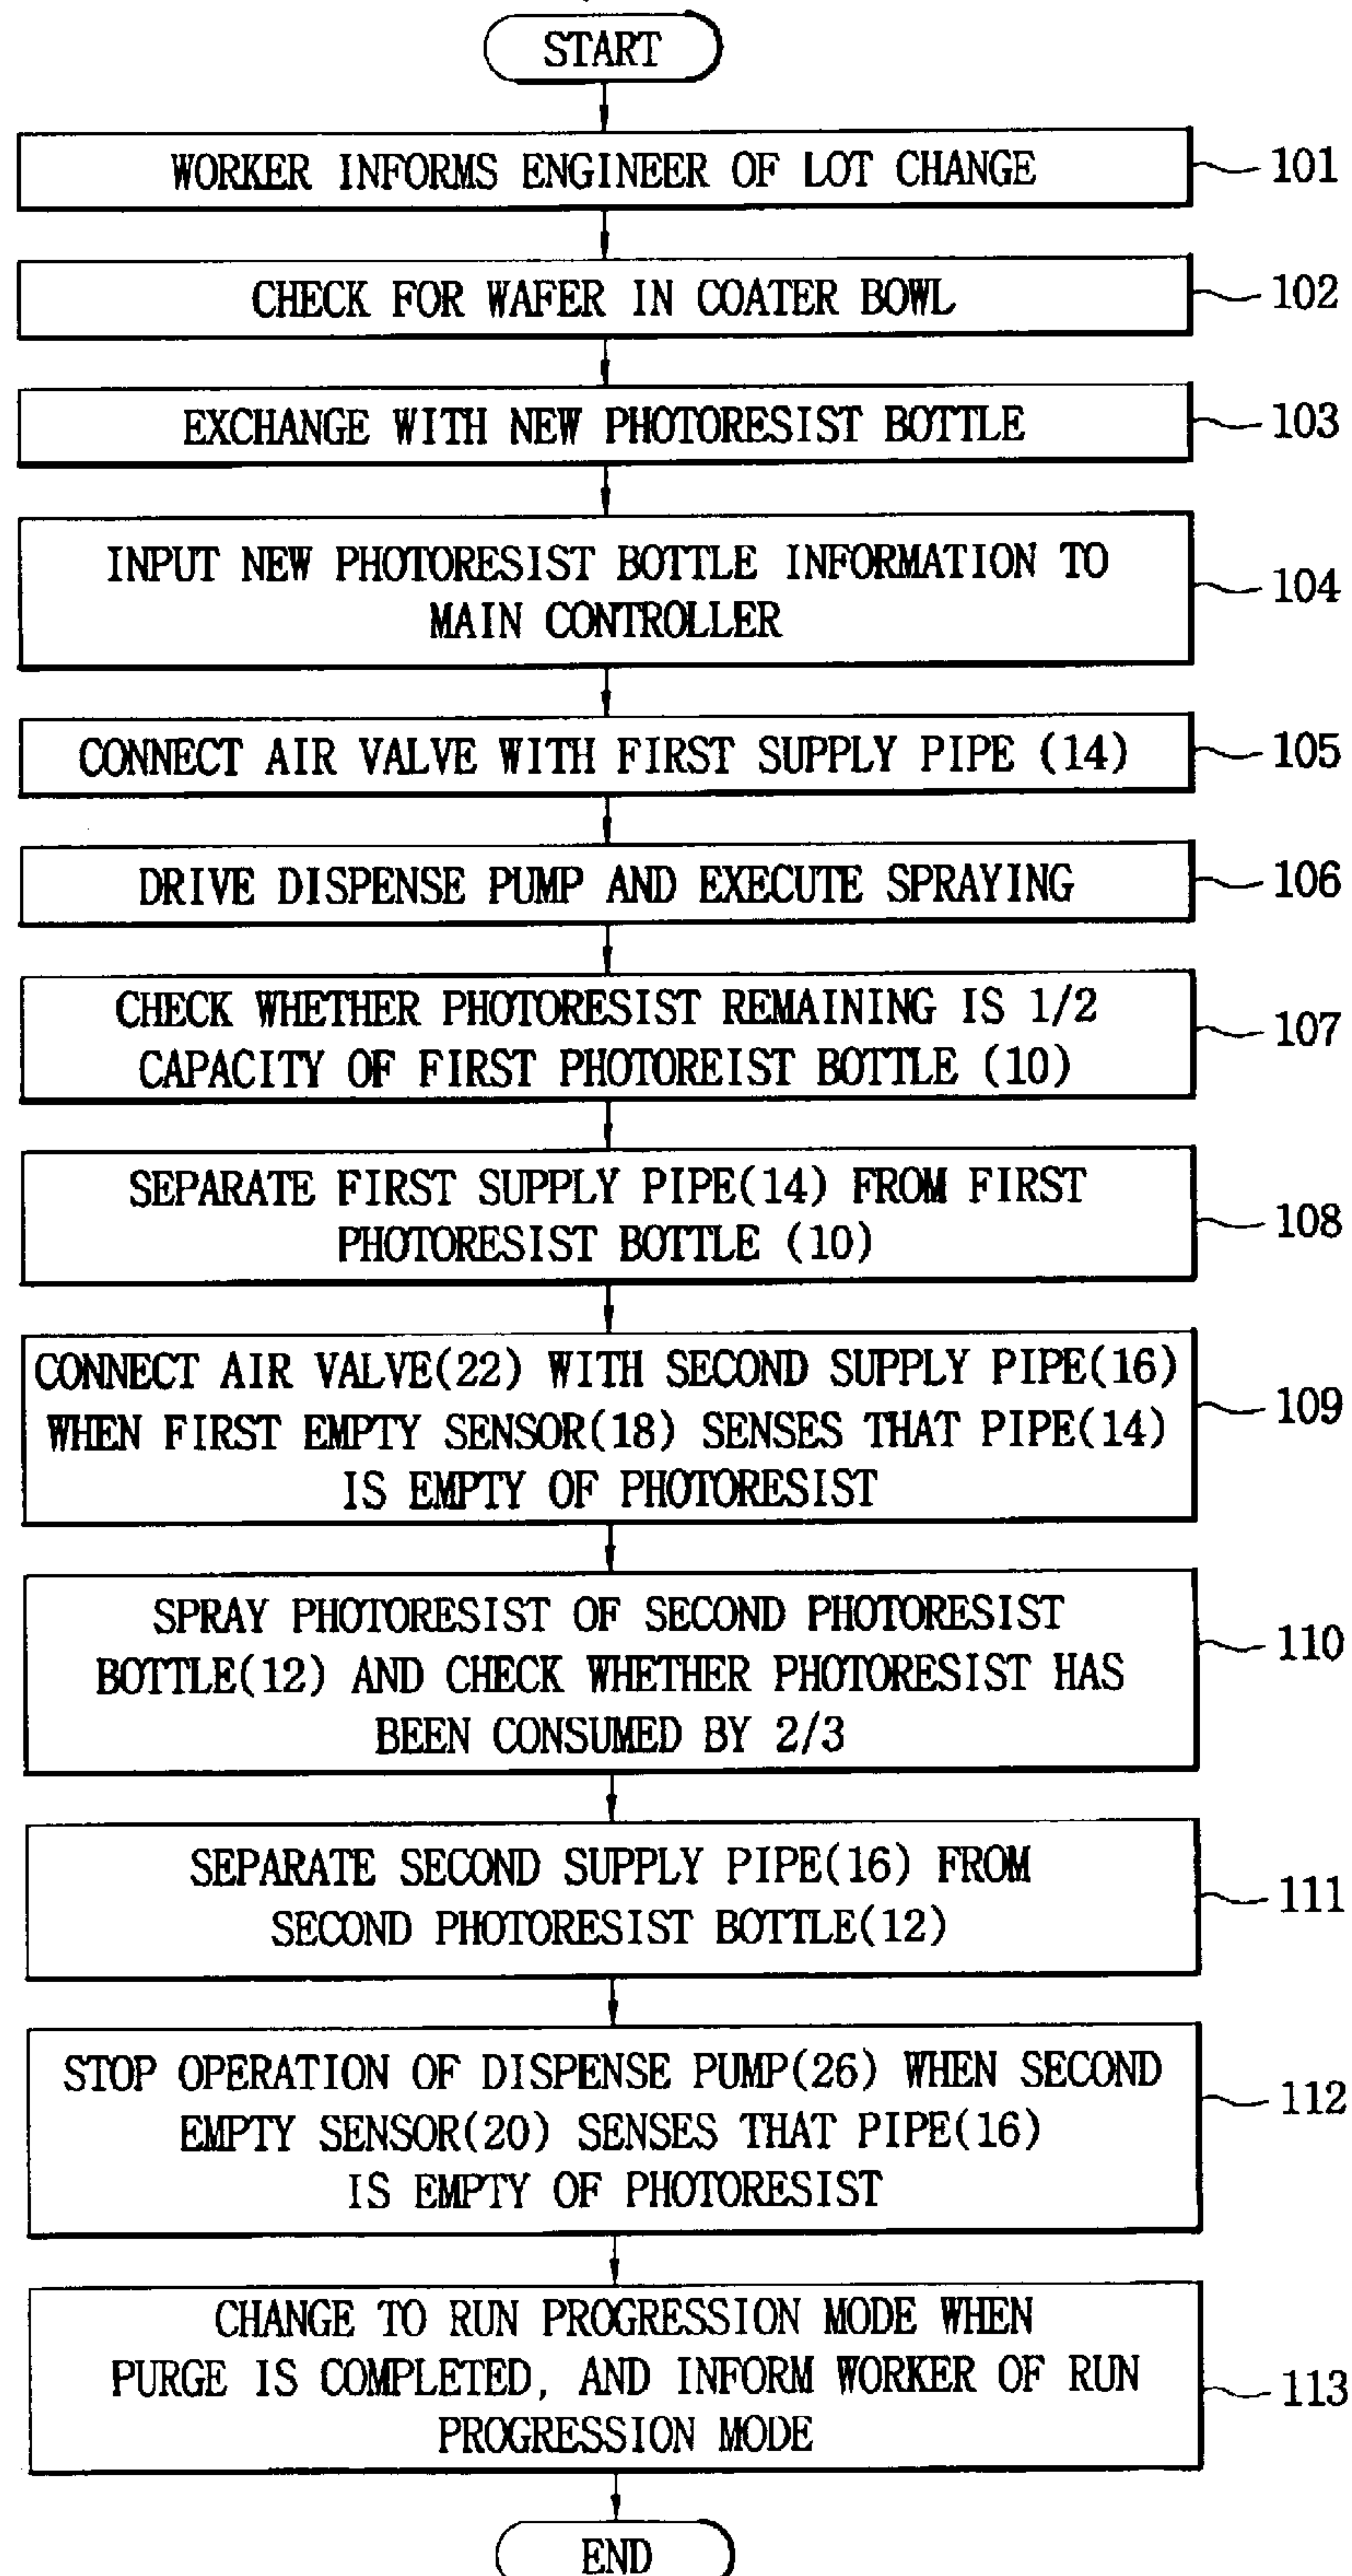 START
WORKER INFORMS ENGINEER OF LOT CHANGE
101
CHECK FOR WAFER IN COATER BOWL
102
EXCHANGE WITH NEW PHOTORESIST BOTTLE
103
INPUT NEW PHOTORESIST BOTTLE INFORMATION TO
MAIN CONTROLLER
104
CONNECT AIR VALVE WITH FIRST SUPPLY PIPE (14)
105
DRIVE DISPENSE PUMP AND EXECUTE SPRAYING
106
CHECK WHETHER PHOTORESIST REMAINING IS 1/2
CAPACITY OF FIRST PHOTOREIST BOTTLE (10)
107
SEPARATE FIRST SUPPLY PIPE(14) FROM FIRST
PHOTORESIST BOTTLE (10)
108
CONNECT AIR VALVE(22) WITH SECOND SUPPLY PIPE(16)
WHEN FIRST EMPTY SENSOR(18) SENSES THAT PIPE(14)
IS EMPTY OF PHOTORESIST
109
SPRAY PHOTORESIST OF SECOND PHOTORESIST
BOTTLE(12) AND CHECK WHETHER PHOTORESIST HAS
BEEN CONSUMED BY 2/3
110
SEPARATE SECOND SUPPLY PIPE(16) FROM
SECOND PHOTORESIST BOTTLE(12)
111
STOP OPERATION OF DISPENSE PUMP(26) WHEN SECOND
EMPTY SENSOR(20) SENSES THAT PIPE(16)
IS EMPTY OF PHOTORESIST
112
CHANGE TO RUN PROGRESSION MODE WHEN
PURGE IS COMPLETED, AND INFORM WORKER OF RUN
PROGRESSION MODE
113
END